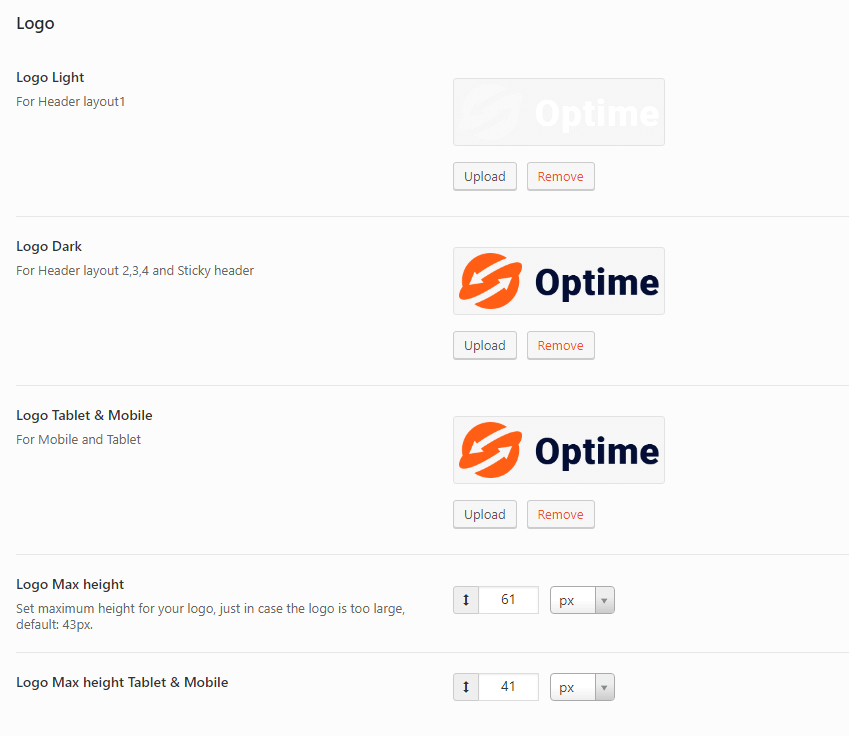 Logo
Logo Light
For Header layout1
Optime
Upload
Remove
Logo Dark
For Header layout 2,3,4 and Sticky header
Optime
Upload
Remove
Logo Tablet & Mobile
For Mobile and Tablet
Optime
Upload
Remove
Logo Max height
Set maximum height for your logo, just in case the logo is too large,
default: 43px.
61
px
Logo Max height Tablet & Mobile
41
px